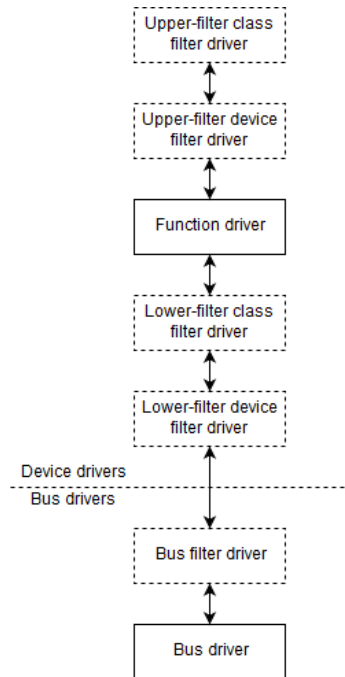 Upper-filter class
filter driver
Upper-filter device
filter driver
Function driver
Lower-filter class
filter driver
Lower-filter device
filter driver
Device drivers
Bus drivers
Bus filter driver
Bus driver